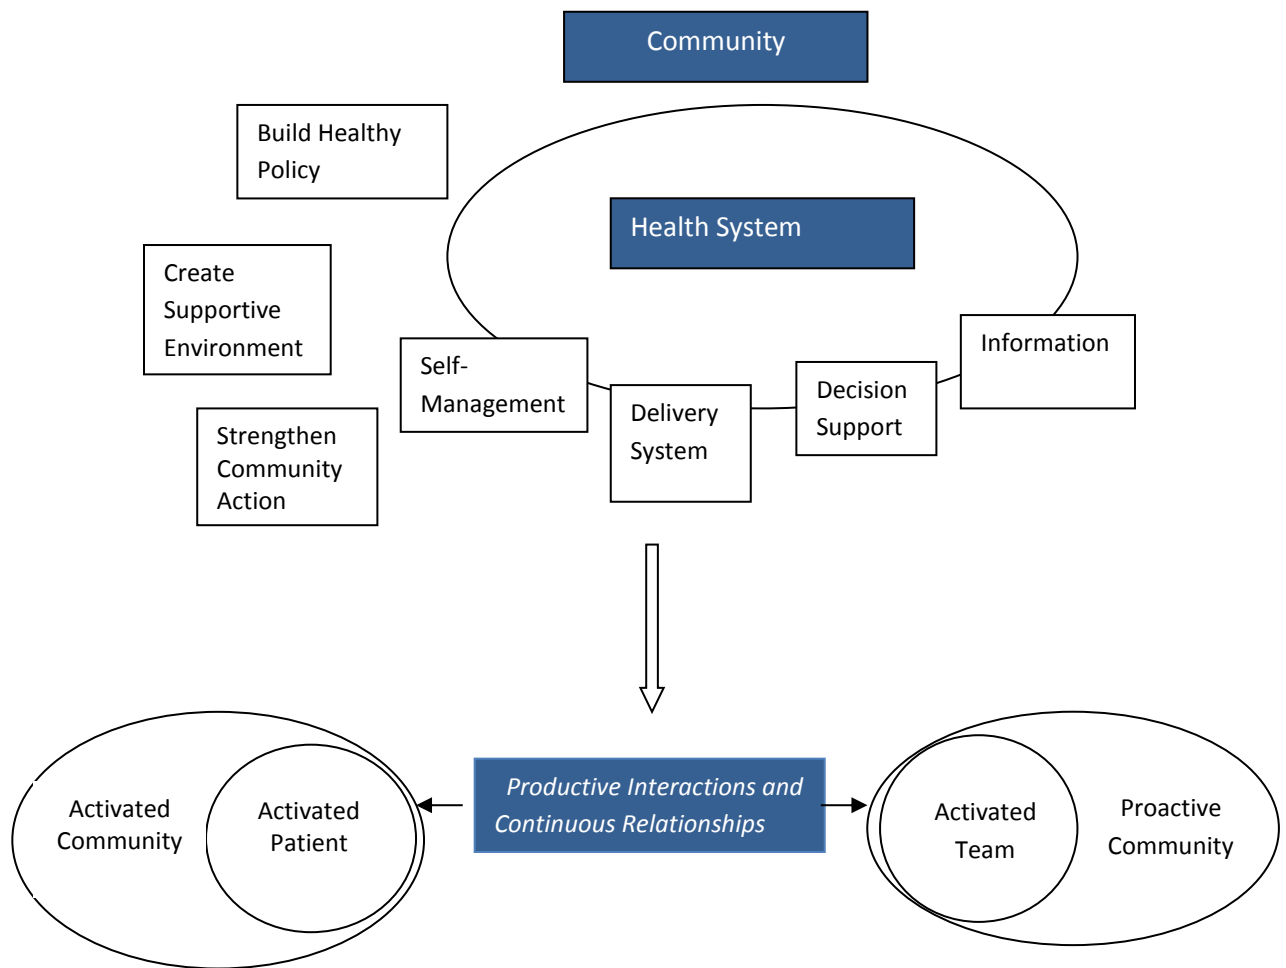 Community
Build Healthy
Policy
Health System
Create
Supportive
Environment
Information
Self-
Management
Decision
Support
Delivery
System
Strengthen
Community
Action
Productive Interactions and
Continuous Relationships
Activated
Community
Activated
Patient
Activated
Team
Proactive
Community